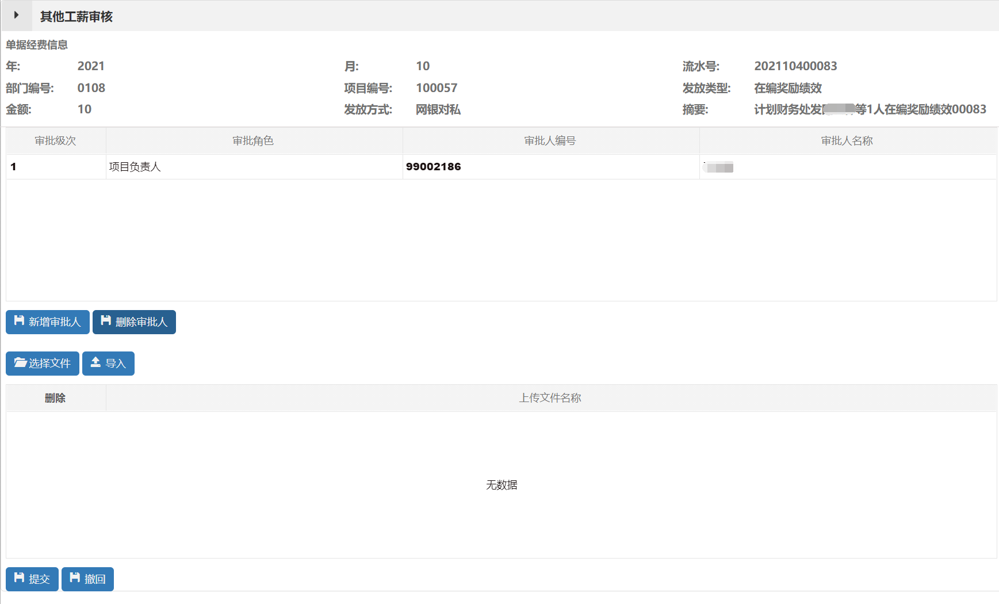 其他工薪审核
单据经费信息
年: 2021 月: 10 流水号: 202110400083
部门编号: 0108 项目编号: 100057 发放类型: 在编奖励绩效
金额: 10 发放方式: 网银对私 摘要: 计划财务处发 等1人在编奖励绩效00083
审批级次 审批角色 审批人编号 审批人名称
1 项目负责人 99002186
新增审批人 删除审批人
选择文件 导入
删除 上传文件名称
无数据
提交 撤回